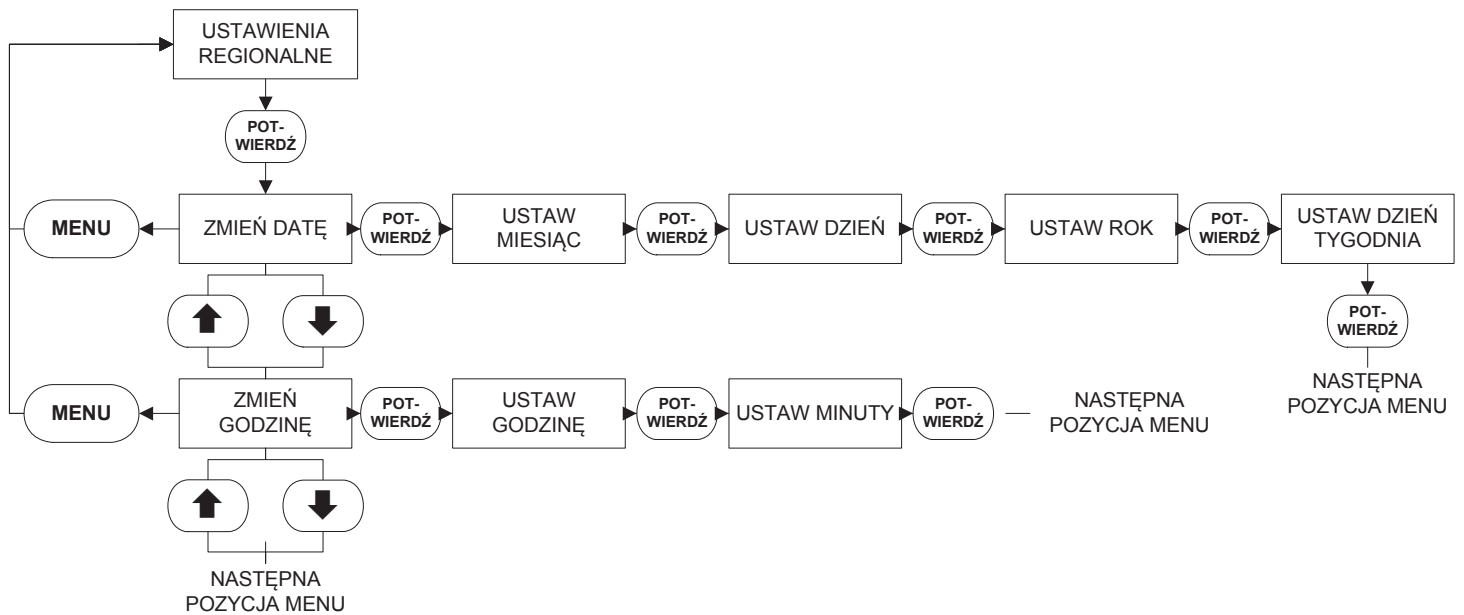 USTAWIENIA
REGIONALNE
POT-
WIERDŹ
MENU
ZMIEŃ DATĘ
POT-
WIERDŹ
USTAW
MIESIĄC
POT-
WIERDŹ
USTAW DZIEŃ
POT-
WIERDŹ
USTAW ROK
POT-
WIERDŹ
USTAW DZIEŃ
TYGODNIA
POT-
WIERDŹ
NASTĘPNA
POZYCJA MENU
MENU
ZMIEŃ
GODZINĘ
POT-
WIERDŹ
USTAW
GODZINĘ
POT-
WIERDŹ
USTAW MINUTY
POT-
WIERDŹ
NASTĘPNA
POZYCJA MENU
NASTĘPNA
POZYCJA MENU